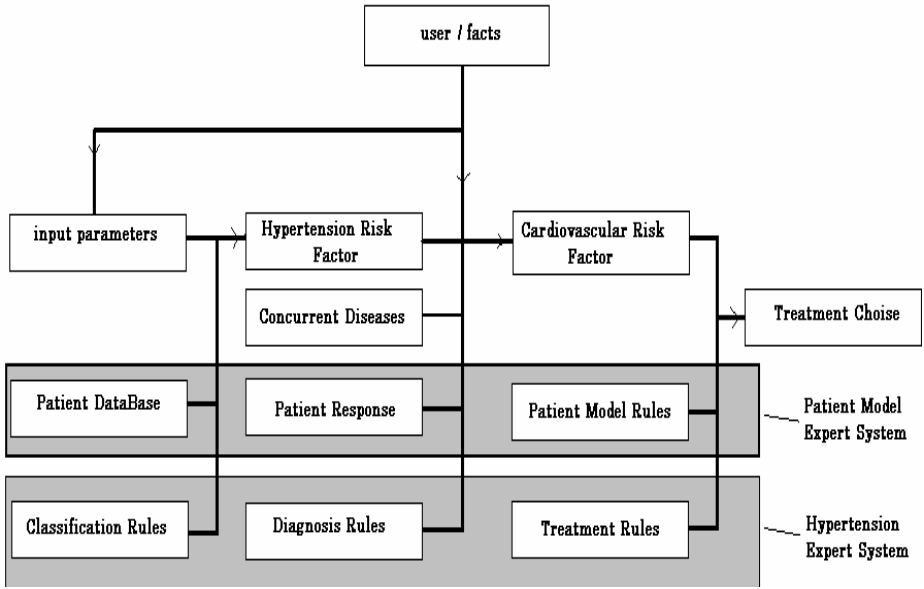 user / facts
input parameters
Hypertension Risk
Factor
Cardiovascular Risk
Factor
Concurrent Diseases
Treatment Choise
Patient DataBase
Patient Response
Patient Model Rules
Patient Model
Expert System
Classification Rules
Diagnosis Rules
Treatment Rules
Hypertension
Expert System